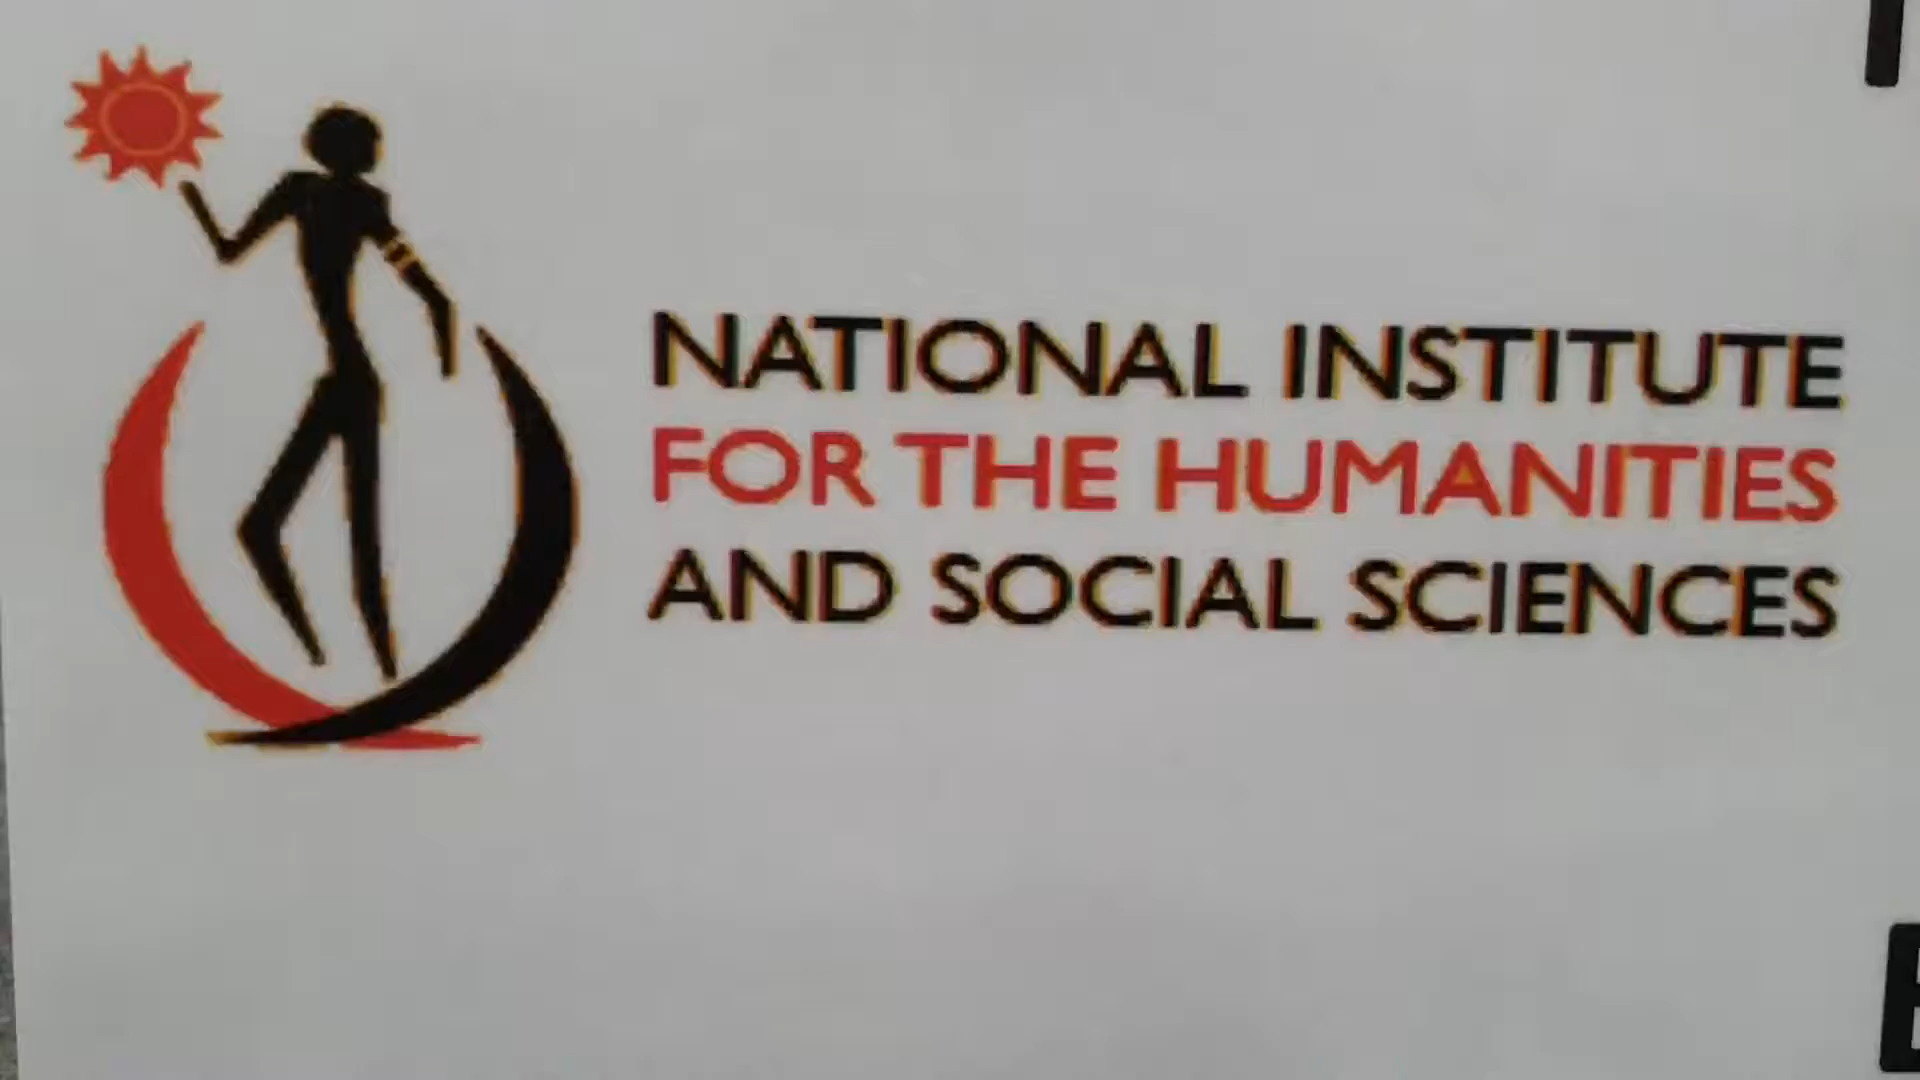 NATIONAL INSTITUTE
FOR THE HUMANITIES
AND SOCIAL SCIENCES